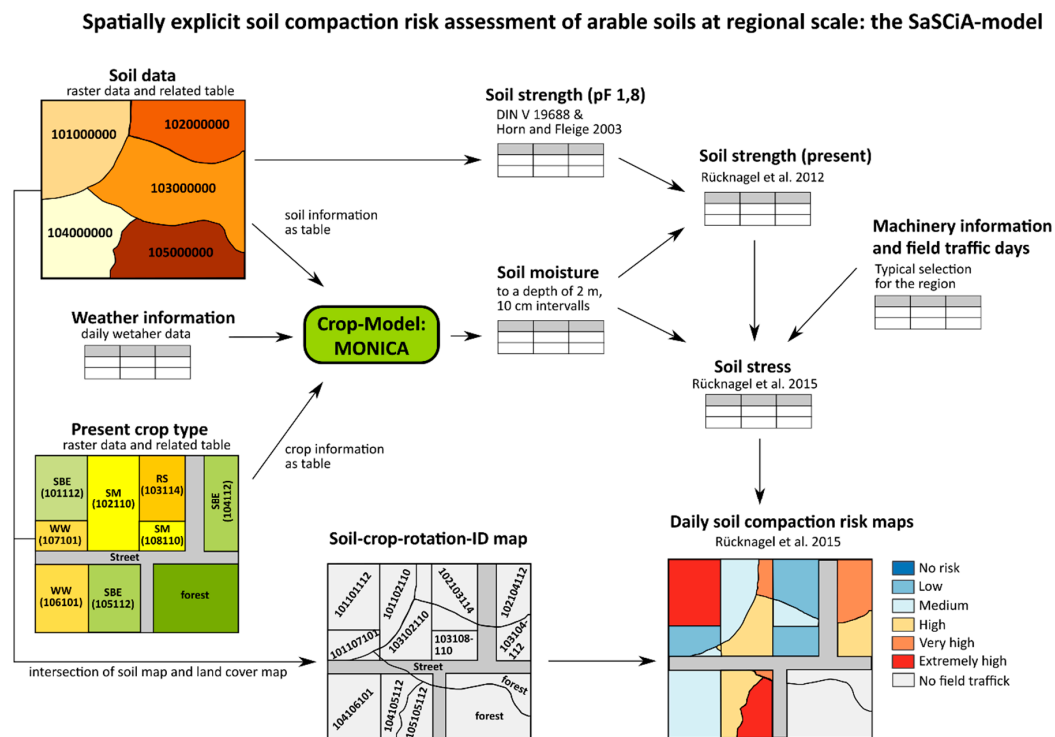 Spatially explicit soil compaction risk assessment of arable soils at regional scale: the SaSCiA-model
Soil data
raster data and related table
101000000
102000000
103000000
104000000
105000000
soil information
as table
Weather information
daily wetaher data
Present crop type
raster data and related table
SBE
(101112)
SM
(102110)
RS
(103114)
SBE
(104112)
WW
(107101)
SM
(108110)
Street
WW
(106101)
SBE
(105112)
forest
crop information
as table
intersection of soil map and land cover map
Crop-Model:
MONICA
Soil strength (pF 1,8)
DIN V 19688 &
Horn and Fleige 2003
Soil moisture
to a depth of 2 m,
10 cm intervalls
Soil strength (present)
Rücknagel et al. 2012
Machinery information
and field traffic days
Typical selection
for the region
Soil stress
Rücknagel et al. 2015
Soil-crop-rotation-ID map
101101112
101102110
102103114
102104112
101107101
103102110
103108-
110
103104-
112
Street
104106101
104105112
105105112
forest
forest
Daily soil compaction risk maps
Rücknagel et al. 2015
No risk
Low
Medium
High
Very high
Extremely high
No field traffick